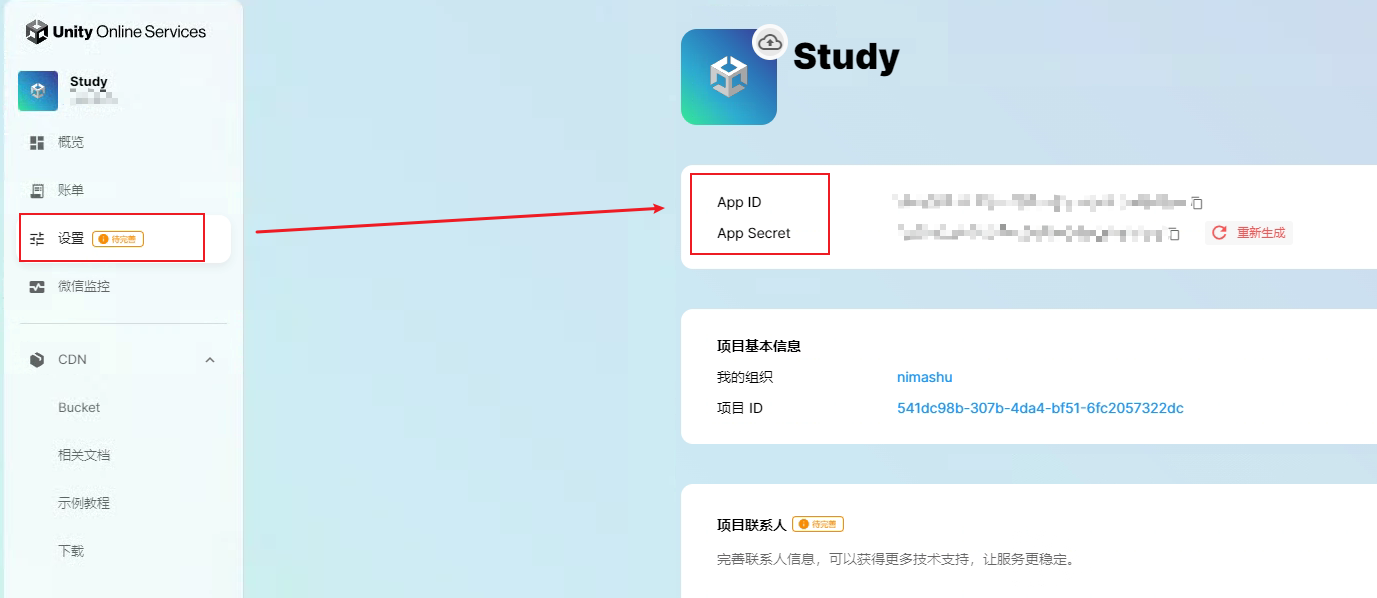 Unity Online Services
Study
概览
账单
设置 待完善
微信监控
CDN
Bucket
相关文档
示例教程
下载
Study
App ID
App Secret 重新生成
项目基本信息
我的组织 nimashu
项目 ID 541dc98b-307b-4da4-bf51-6fc2057322dc
项目联系人 待完善
完善联系人信息，可以获得更多技术支持，让服务更稳定。